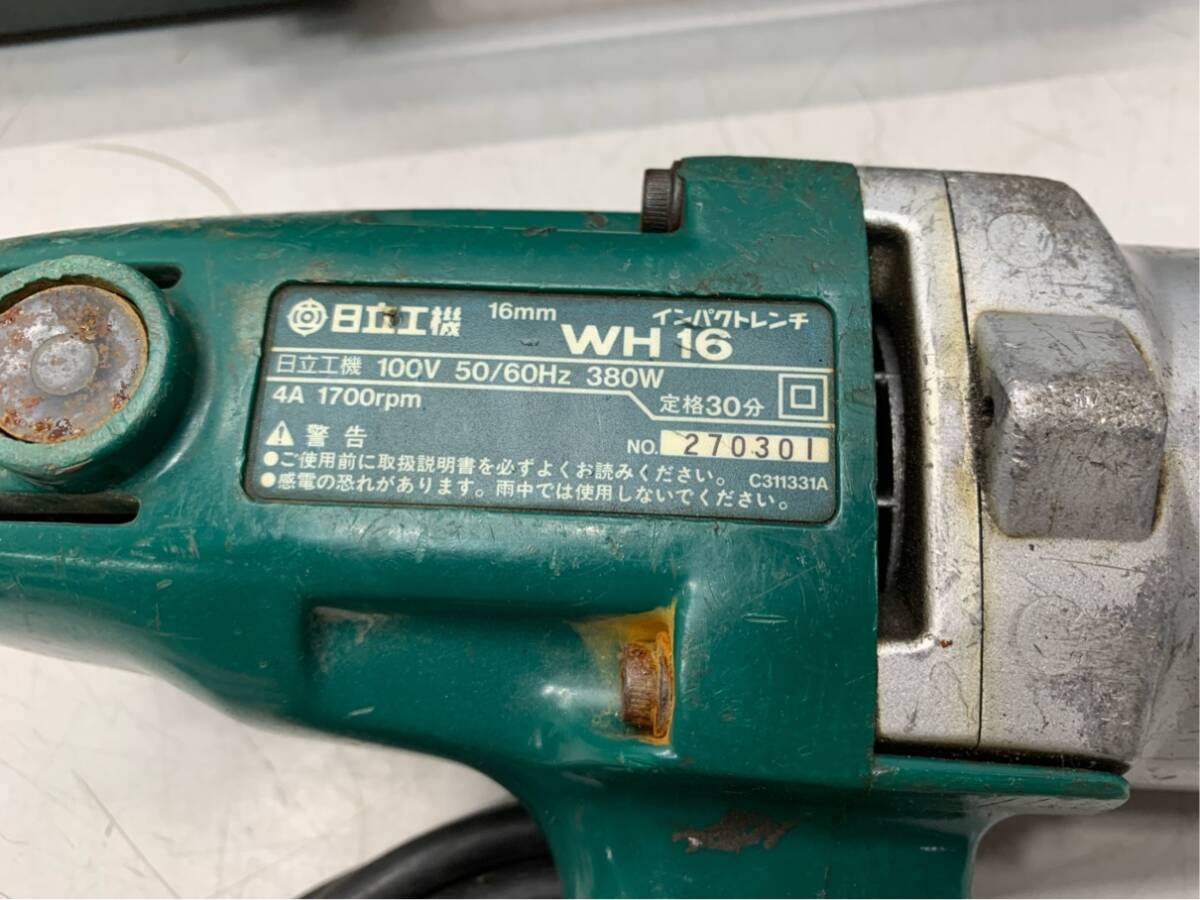 日立工機 16mm インパクトレンチ
WH 16
日立工機 100V 50/60Hz 380W
4A 1700rpm 定格30分
警告 NO. 270301
●ご使用前に取扱説明書を必ずよくお読みください。 C311331A
●感電の恐れがあります。雨中では使用しないでください。